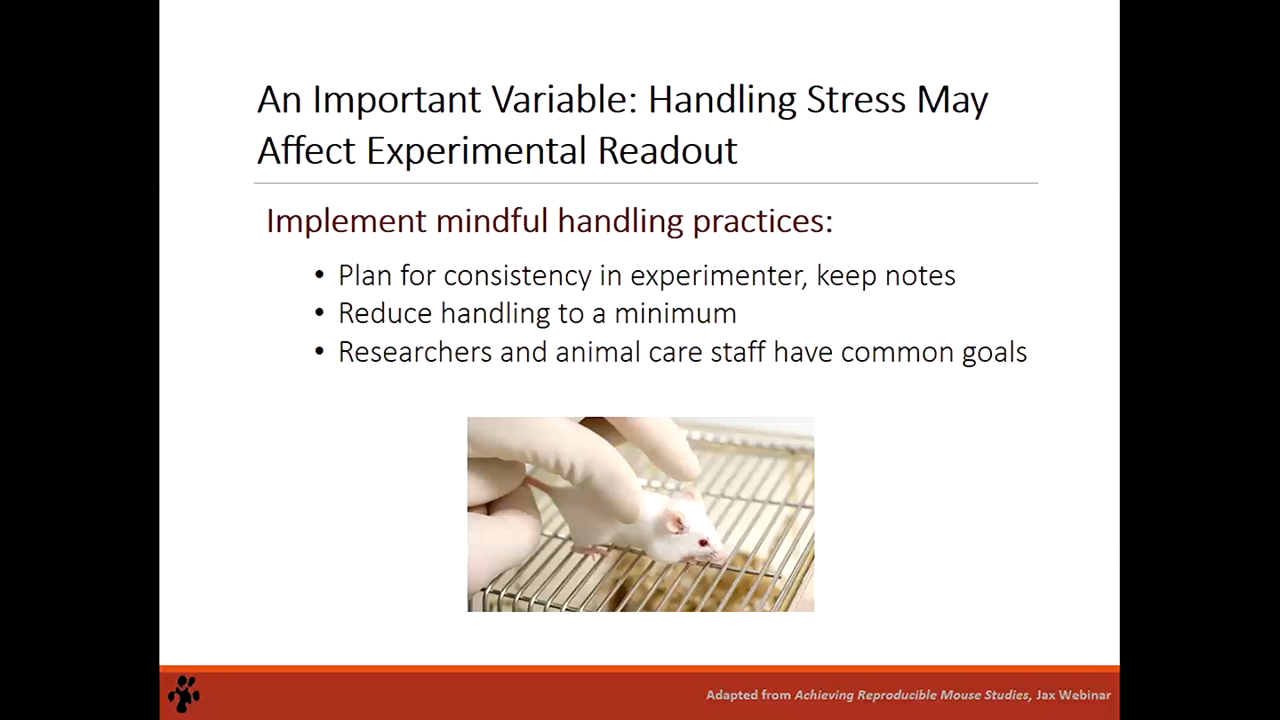 An Important Variable: Handling Stress May
Affect Experimental Readout
Implement mindful handling practices:
• Plan for consistency in experimenter, keep notes
• Reduce handling to a minimum
• Researchers and animal care staff have common goals
Adapted from Achieving Reproducible Mouse Studies, Jax Webinar